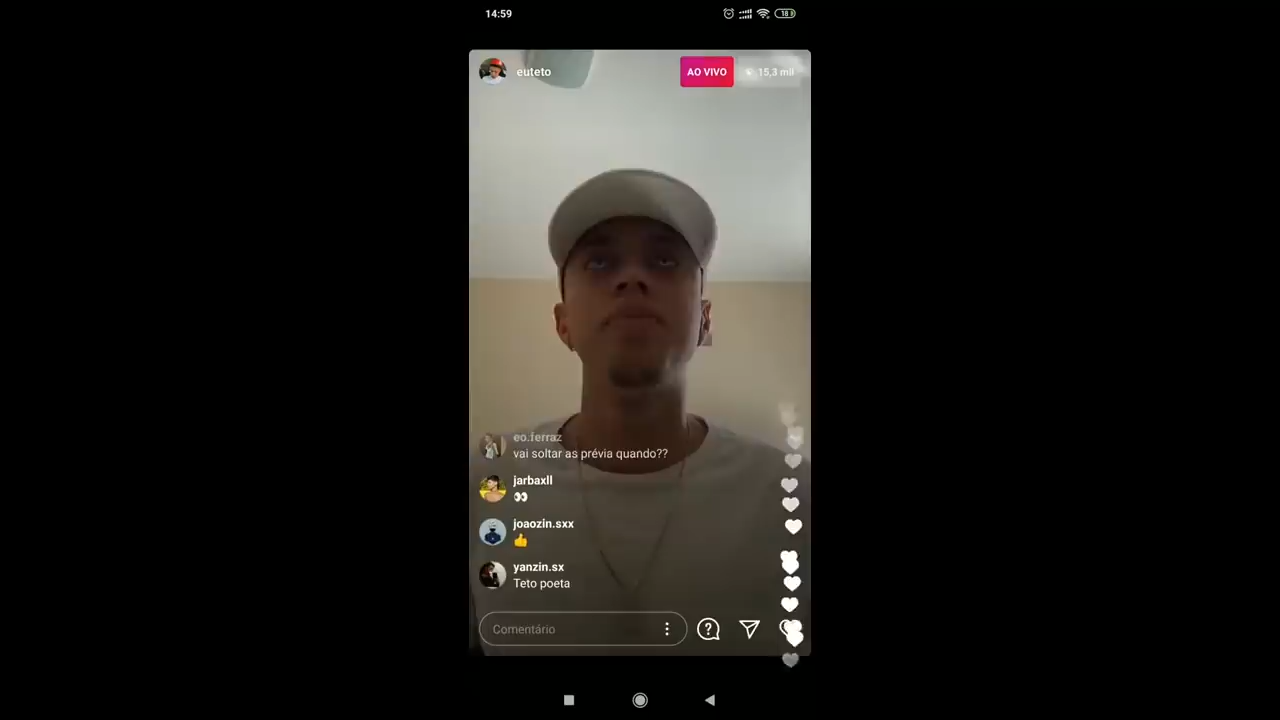 14:59
18
euteto
AO VIVO
15,3 mil
eo.ferraz
vai soltar as prévia quando??
jarbaxll
joaozin.sxx
yanzin.sx
Teto poeta
Comentário